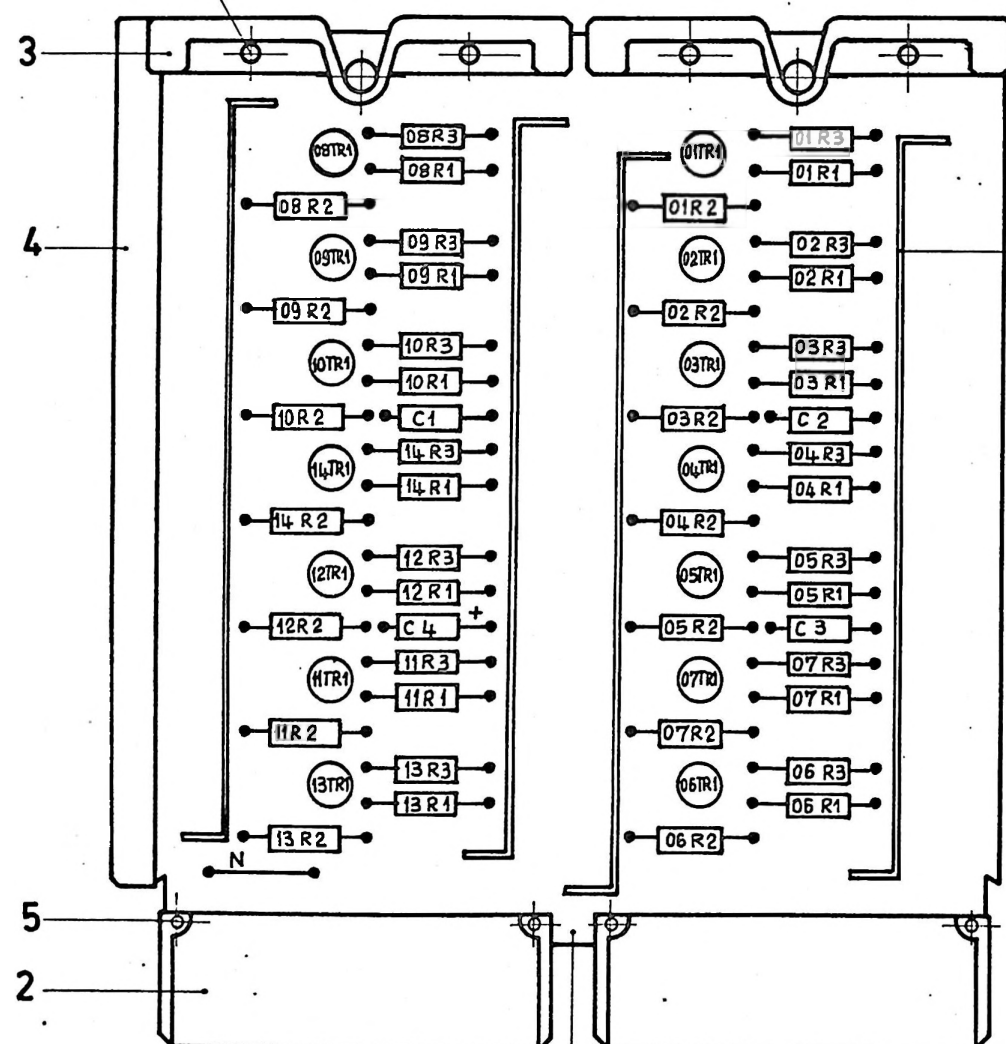 3
08TR1 08R3 01TR1 01R3
08R1 01R1
4 08R2 01R2
09TR1 09R3 02TR1 02R3
09R1 02R1
09R2 02R2
10TR1 10R3 03TR1 03R3
10R1 03R1
10R2 C1 03R2 C2
14TR1 14R3 04TR1 04R3
14R1 04R1
14R2 04R2
12TR1 12R3 05TR1 05R3
12R1 05R1
12R2 C4 + 05R2 C3
11TR1 11R3 07TR1 07R3
11R1 07R1
11R2 07R2
13TR1 13R3 06TR1 06R3
13R1 06R1
13R2 06R2
N
5
2